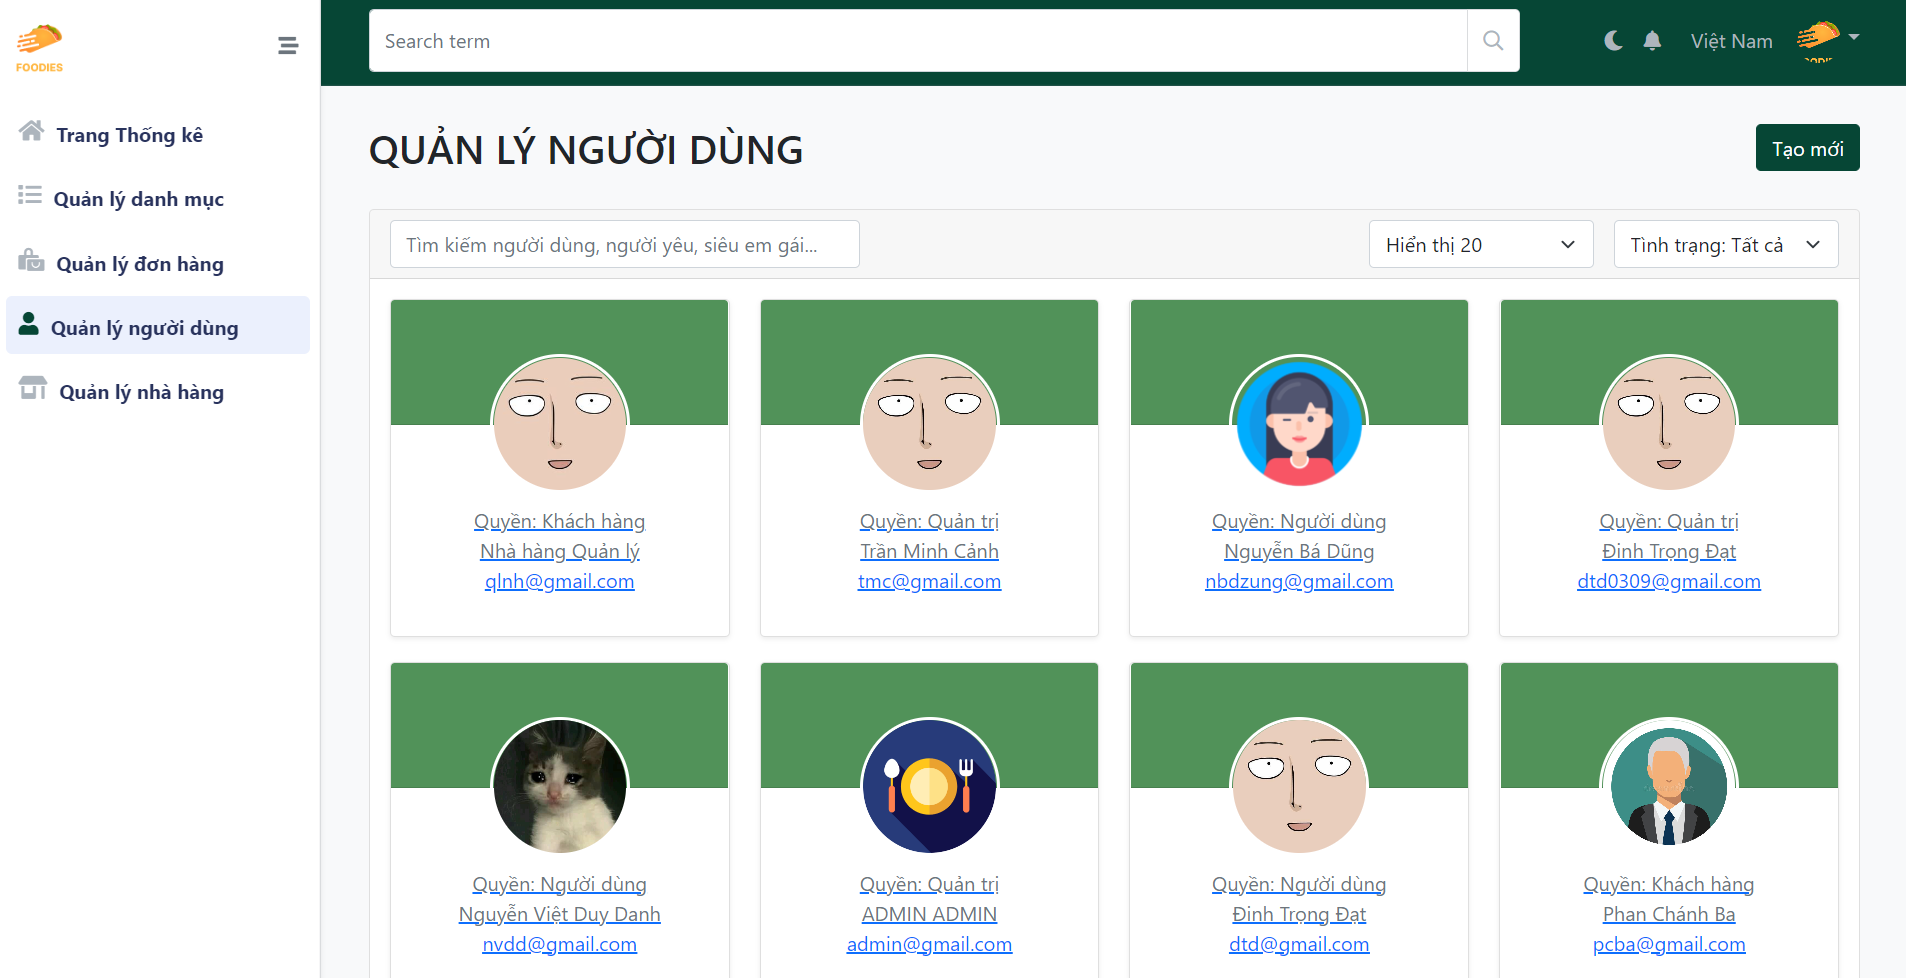 FOODIES
Search term
Việt Nam
Trang Thống kê
Quản lý danh mục
Quản lý đơn hàng
Quản lý người dùng
Quản lý nhà hàng
QUẢN LÝ NGƯỜI DÙNG
Tạo mới
Tìm kiếm người dùng, người yêu, siêu em gái...
Hiển thị 20
Tình trạng: Tất cả
Quyền: Khách hàng
Nhà hàng Quản lý
qlnh@gmail.com
Quyền: Quản trị
Trần Minh Cảnh
tmc@gmail.com
Quyền: Người dùng
Nguyễn Bá Dũng
nbdzung@gmail.com
Quyền: Quản trị
Đinh Trọng Đạt
dtd0309@gmail.com
Quyền: Người dùng
Nguyễn Việt Duy Danh
nvdd@gmail.com
Quyền: Quản trị
ADMIN ADMIN
admin@gmail.com
Quyền: Người dùng
Đinh Trọng Đạt
dtd@gmail.com
Quyền: Khách hàng
Phan Chánh Ba
pcba@gmail.com